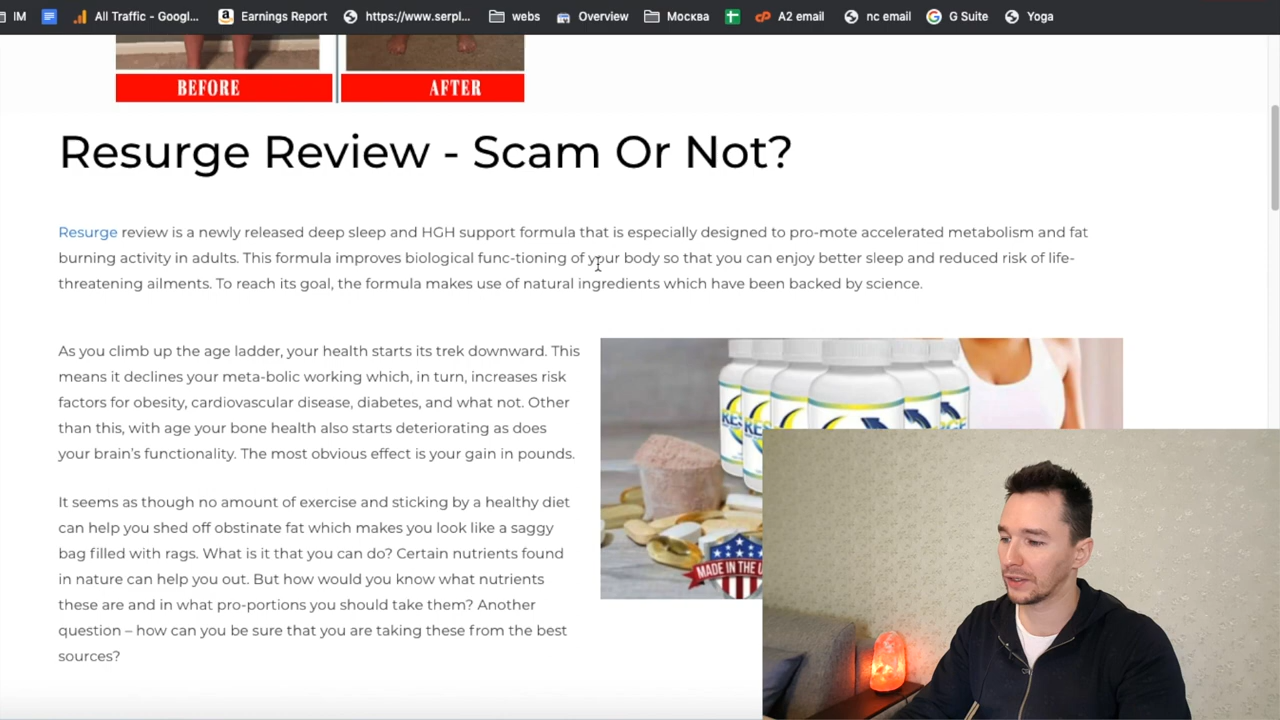 IM All Traffic - Googl... Earnings Report https://www.serpl... webs Overview Москва A2 email nc email G Suite Yoga
BEFORE AFTER
Resurge Review - Scam Or Not?
Resurge review is a newly released deep sleep and HGH support formula that is especially designed to pro-mote accelerated metabolism and fat
burning activity in adults. This formula improves biological func-tioning of your body so that you can enjoy better sleep and reduced risk of life-
threatening ailments. To reach its goal, the formula makes use of natural ingredients which have been backed by science.
As you climb up the age ladder, your health starts its trek downward. This
means it declines your meta-bolic working which, in turn, increases risk
factors for obesity, cardiovascular disease, diabetes, and what not. Other
than this, with age your bone health also starts deteriorating as does
your brain's functionality. The most obvious effect is your gain in pounds.
It seems as though no amount of exercise and sticking by a healthy diet
can help you shed off obstinate fat which makes you look like a saggy
bag filled with rags. What is it that you can do? Certain nutrients found
in nature can help you out. But how would you know what nutrients
these are and in what pro-portions you should take them? Another
question – how can you be sure that you are taking these from the best
sources?
MADE IN THE U